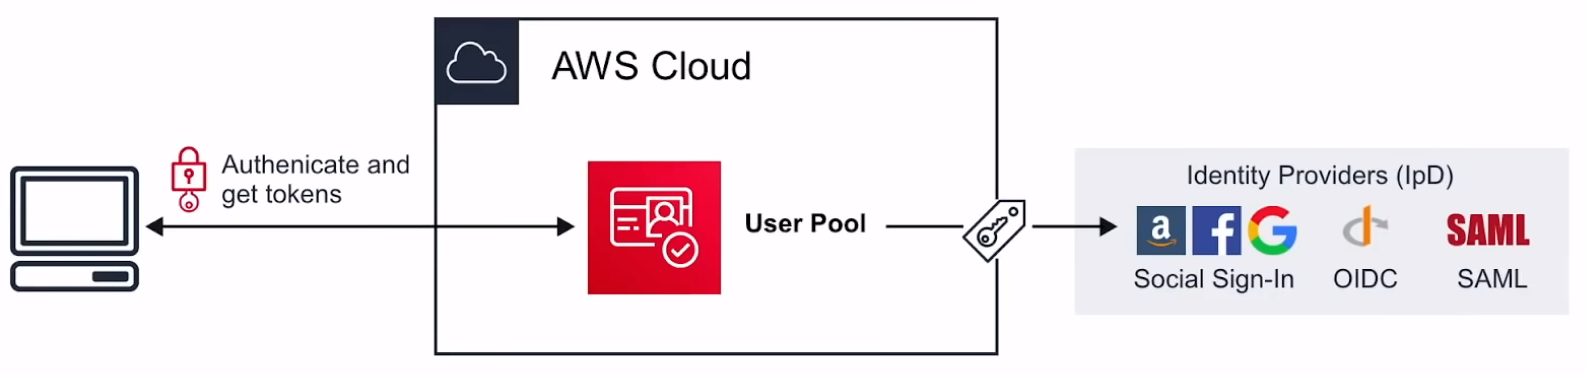 AWS Cloud
Authenicate and
get tokens
User Pool
Identity Providers (IpD)
a
f
G
SAML
Social Sign-In
OIDC
SAML